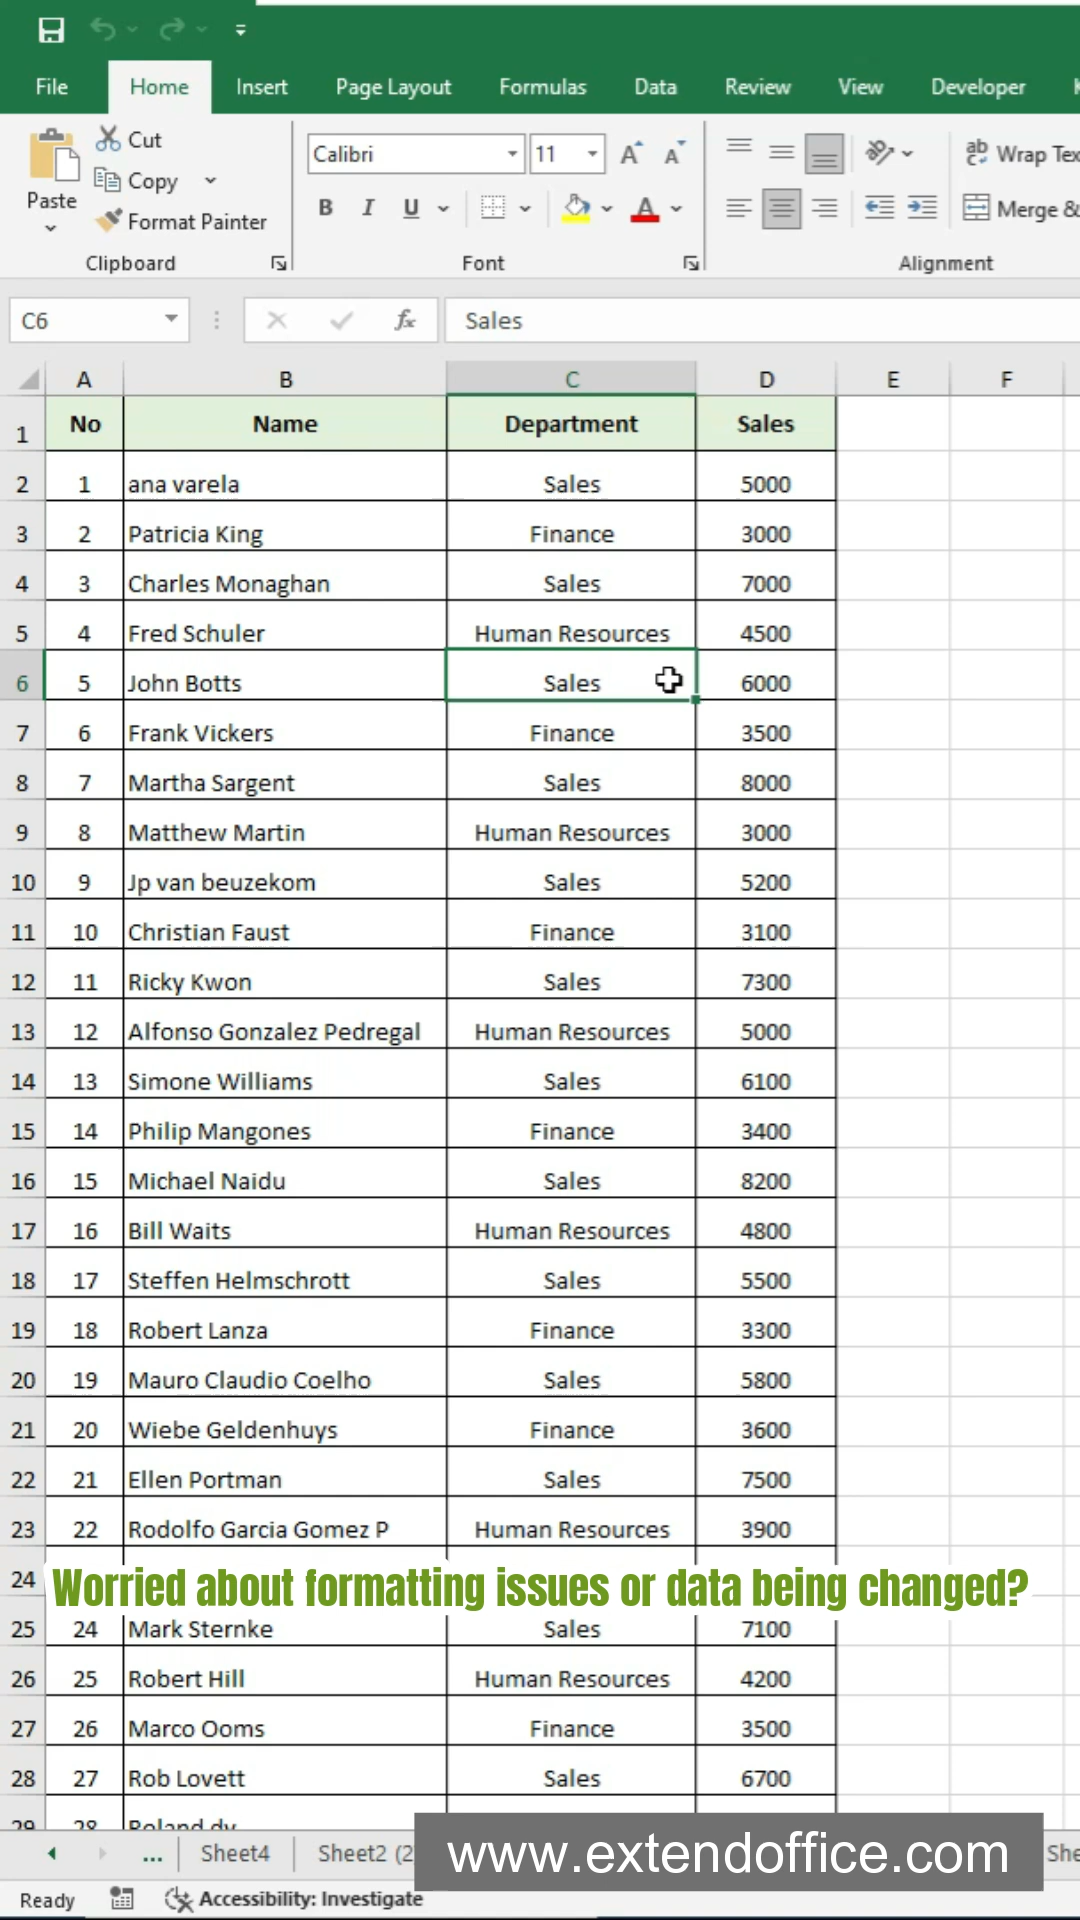 File Home Insert Page Layout Formulas Data Review View Developer
Cut
Calibri 11 ab Wrap Tex
Copy
Paste
B I U A Merge &
Format Painter
Clipboard Font Alignment
C6 fx Sales
A B C D E F
1 No Name Department Sales
2 1 ana varela Sales 5000
3 2 Patricia King Finance 3000
4 3 Charles Monaghan Sales 7000
5 4 Fred Schuler Human Resources 4500
6 5 John Botts Sales 6000
7 6 Frank Vickers Finance 3500
8 7 Martha Sargent Sales 8000
9 8 Matthew Martin Human Resources 3000
10 9 Jp van beuzekom Sales 5200
11 10 Christian Faust Finance 3100
12 11 Ricky Kwon Sales 7300
13 12 Alfonso Gonzalez Pedregal Human Resources 5000
14 13 Simone Williams Sales 6100
15 14 Philip Mangones Finance 3400
16 15 Michael Naidu Sales 8200
17 16 Bill Waits Human Resources 4800
18 17 Steffen Helmschrott Sales 5500
19 18 Robert Lanza Finance 3300
20 19 Mauro Claudio Coelho Sales 5800
21 20 Wiebe Geldenhuys Finance 3600
22 21 Ellen Portman Sales 7500
23 22 Rodolfo Garcia Gomez P Human Resources 3900
24
Worried about formatting issues or data being changed?
25 24 Mark Sternke Sales 7100
26 25 Robert Hill Human Resources 4200
27 26 Marco Ooms Finance 3500
28 27 Rob Lovett Sales 6700
29 28 Roland dy
... Sheet4 Sheet2 (2 She
www.extendoffice.com
Ready Accessibility: Investigate